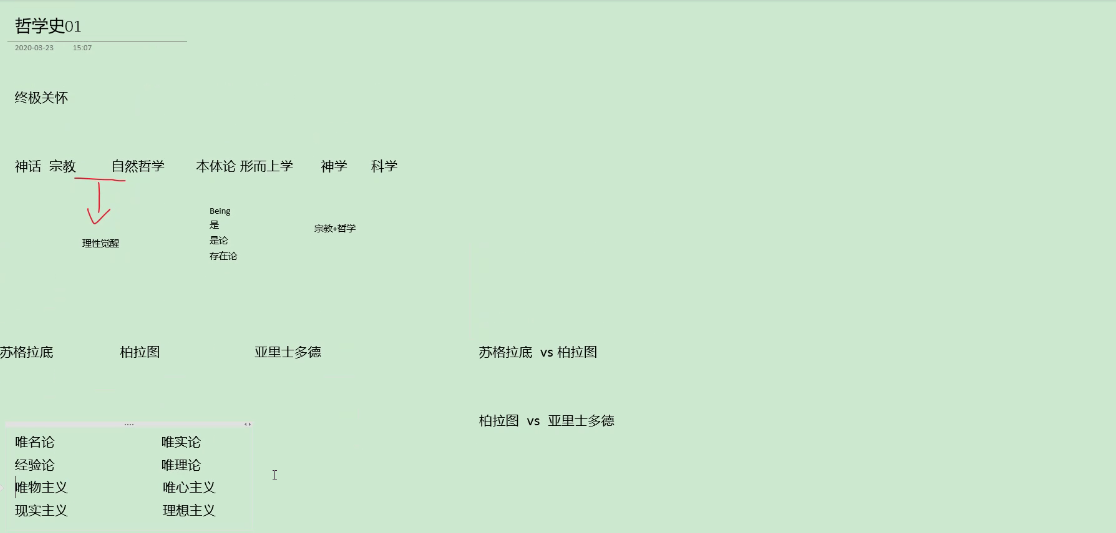 哲学史01
2020-08-23 15:07
终极关怀
神话 宗教 自然哲学 本体论 形而上学 神学 科学
Being
是
是论
存在论
宗教+哲学
理性觉醒
苏格拉底 柏拉图 亚里士多德
苏格拉底 vs 柏拉图
柏拉图 vs 亚里士多德
唯名论 唯实论
经验论 唯理论
唯物主义 唯心主义
现实主义 理想主义